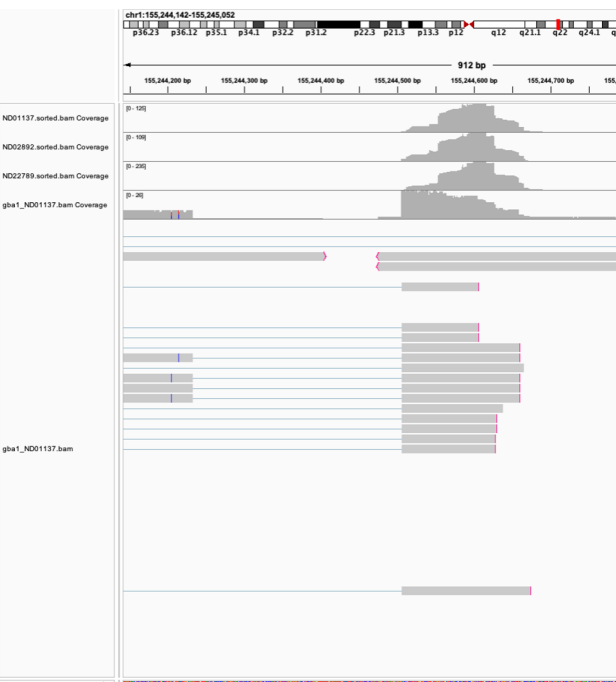 chr1:155,244,142-155,245,052
p36.23 p36.12 p35.1 p34.1 p32.2 p31.2 p22.3 p21.3 p13.3 p12 q12 q21.1 q22 q24.1
912 bp
155,244,200 bp 155,244,300 bp 155,244,400 bp 155,244,500 bp 155,244,600 bp 155,244,700 bp 155,
ND01137.sorted.bam Coverage [0 - 125]
ND02892.sorted.bam Coverage [0 - 109]
ND22789.sorted.bam Coverage [0 - 235]
gba1_ND01137.bam Coverage [0 - 26]
gba1_ND01137.bam